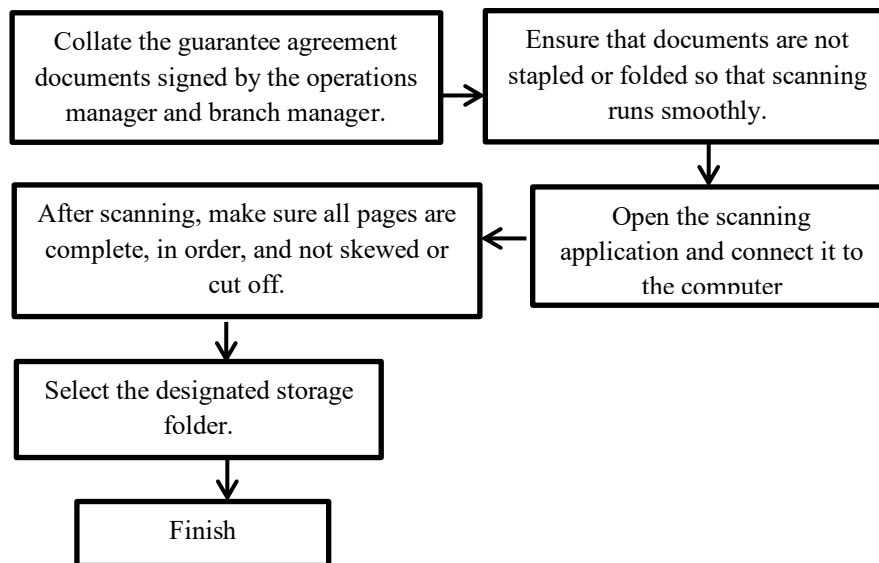 Collate the guarantee agreement
documents signed by the operations
manager and branch manager.
Ensure that documents are not
stapled or folded so that scanning
runs smoothly.
Open the scanning
application and connect it to
the computer
After scanning, make sure all pages are
complete, in order, and not skewed or
cut off.
Select the designated storage
folder.
Finish